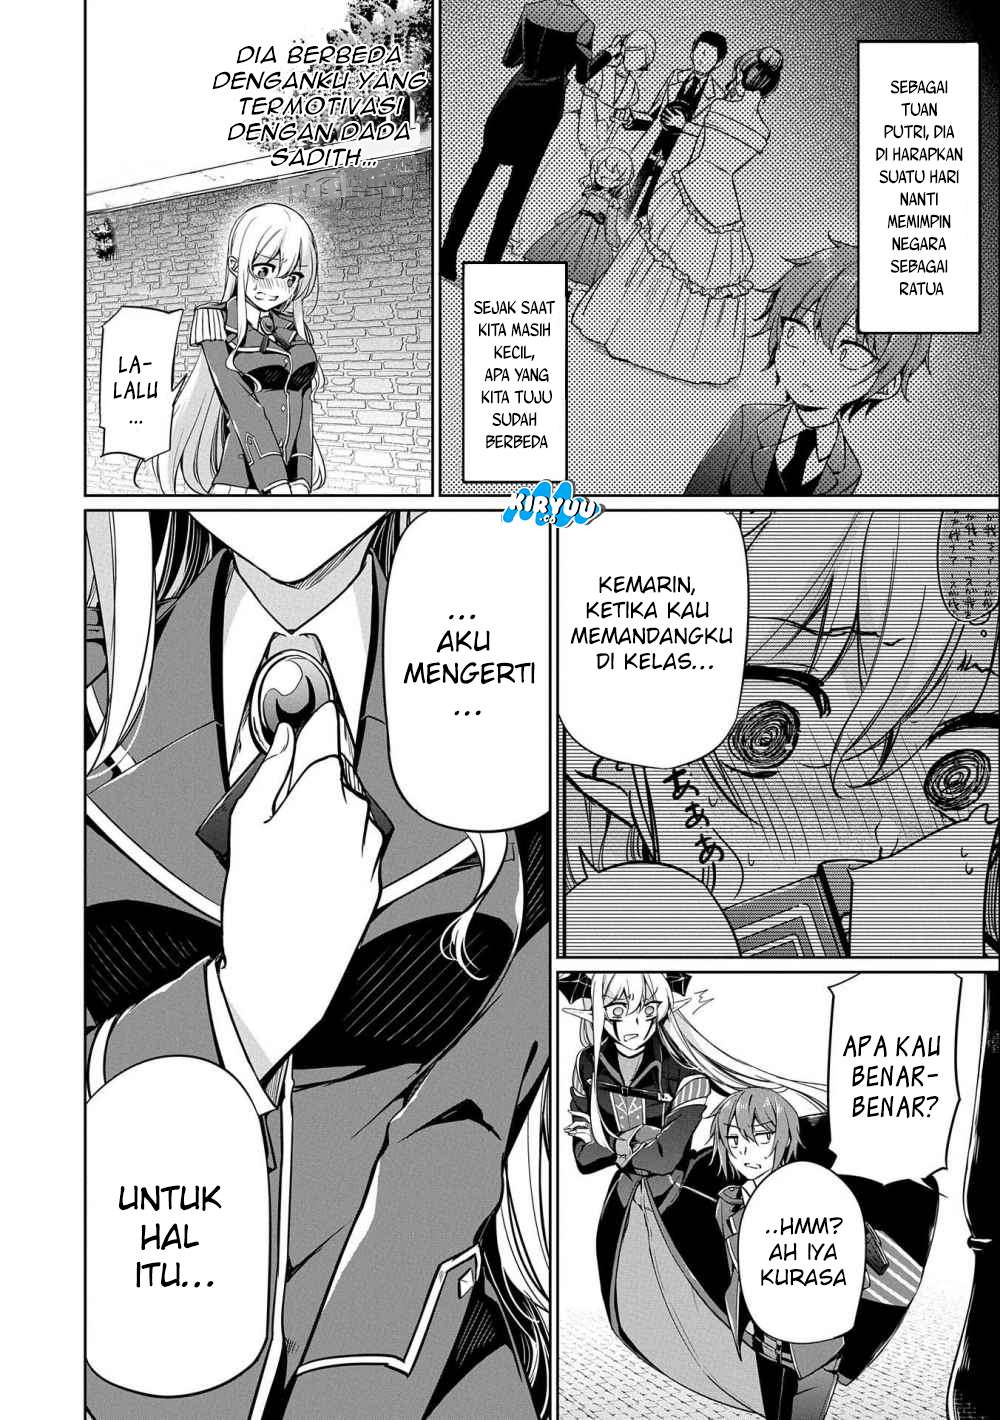 SEBAGAI
TUAN
PUTRI, DIA
DI HARAPKAN
SUATU HARI
NANTI
MEMIMPIN
NEGARA
SEBAGAI
RATUA
SEJAK SAAT
KITA MASIH
KECIL,
APA YANG
KITA TUJU
SUDAH
BERBEDA
DIA BERBEDA
DENGANKU YANG
TERMOTIVASI
DENGAN DADA
SADITH...
LA-
LALU
...
KIRYUU
.CO
KEMARIN,
KETIKA KAU
MEMANDANGKU
DI KELAS...
ああああ
...
AKU
MENGERTI
...
APA KAU
BENAR-
BENAR?
..HMM?
AH IYA
KURASA
UNTUK
HAL
ITU...